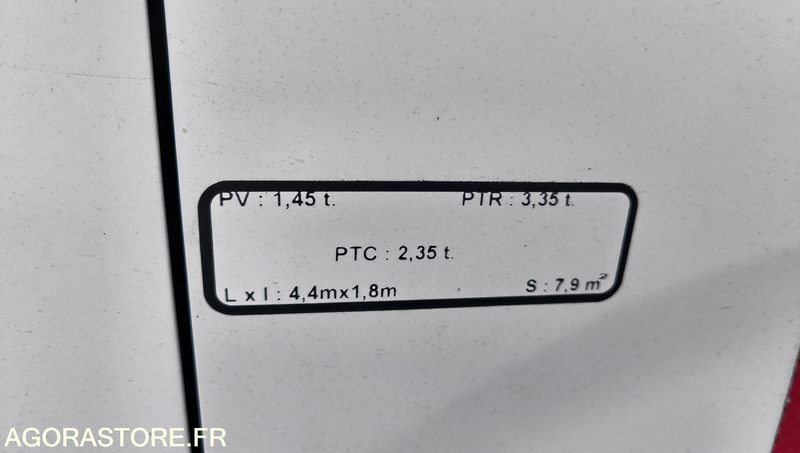 PV : 1,45 t. PTR : 3,35 t.
PTC : 2,35 t.
L x l : 4,4mx1,8m S : 7,9 m²
AGORASTORE.FR